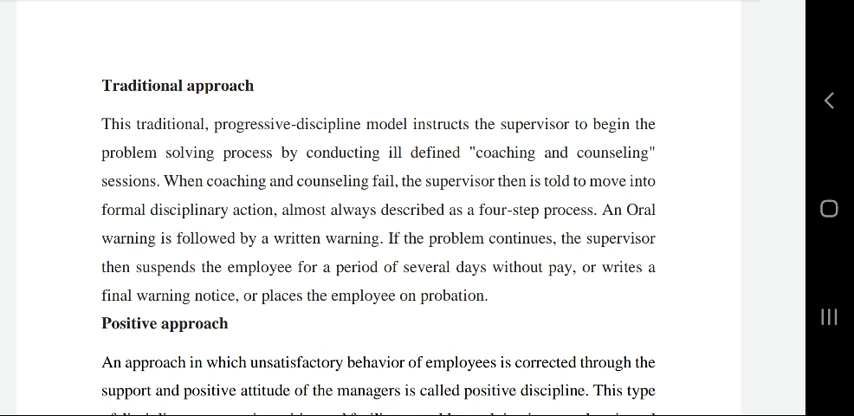 Traditional approach
This traditional, progressive-discipline model instructs the supervisor to begin the
problem solving process by conducting ill defined "coaching and counseling"
sessions. When coaching and counseling fail, the supervisor then is told to move into
formal disciplinary action, almost always described as a four-step process. An Oral
warning is followed by a written warning. If the problem continues, the supervisor
then suspends the employee for a period of several days without pay, or writes a
final warning notice, or places the employee on probation.
Positive approach
An approach in which unsatisfactory behavior of employees is corrected through the
support and positive attitude of the managers is called positive discipline. This type